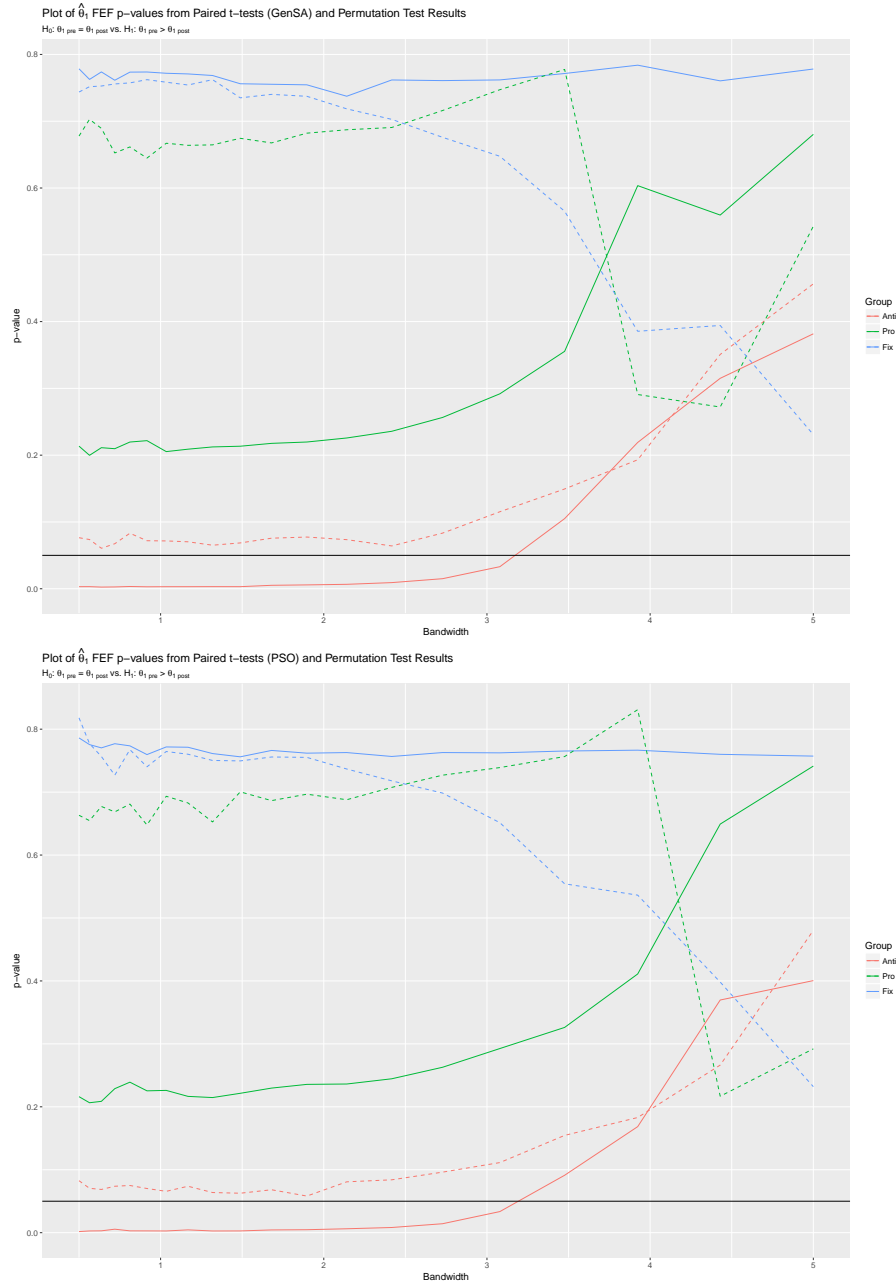 Plot of θ̂₁ FEF p−values from Paired t−tests (GenSA) and Permutation Test Results
H₀: θ₁ pre = θ₁ post vs. H₁: θ₁ pre > θ₁ post
0.8
0.6
0.4
0.2
0.0
p−value
1 2 3 4 5
Bandwidth
Group
Anti
Pro
Fix
Plot of θ̂₁ FEF p−values from Paired t−tests (PSO) and Permutation Test Results
H₀: θ₁ pre = θ₁ post vs. H₁: θ₁ pre > θ₁ post
0.8
0.6
0.4
0.2
0.0
p−value
1 2 3 4 5
Bandwidth
Group
Anti
Pro
Fix